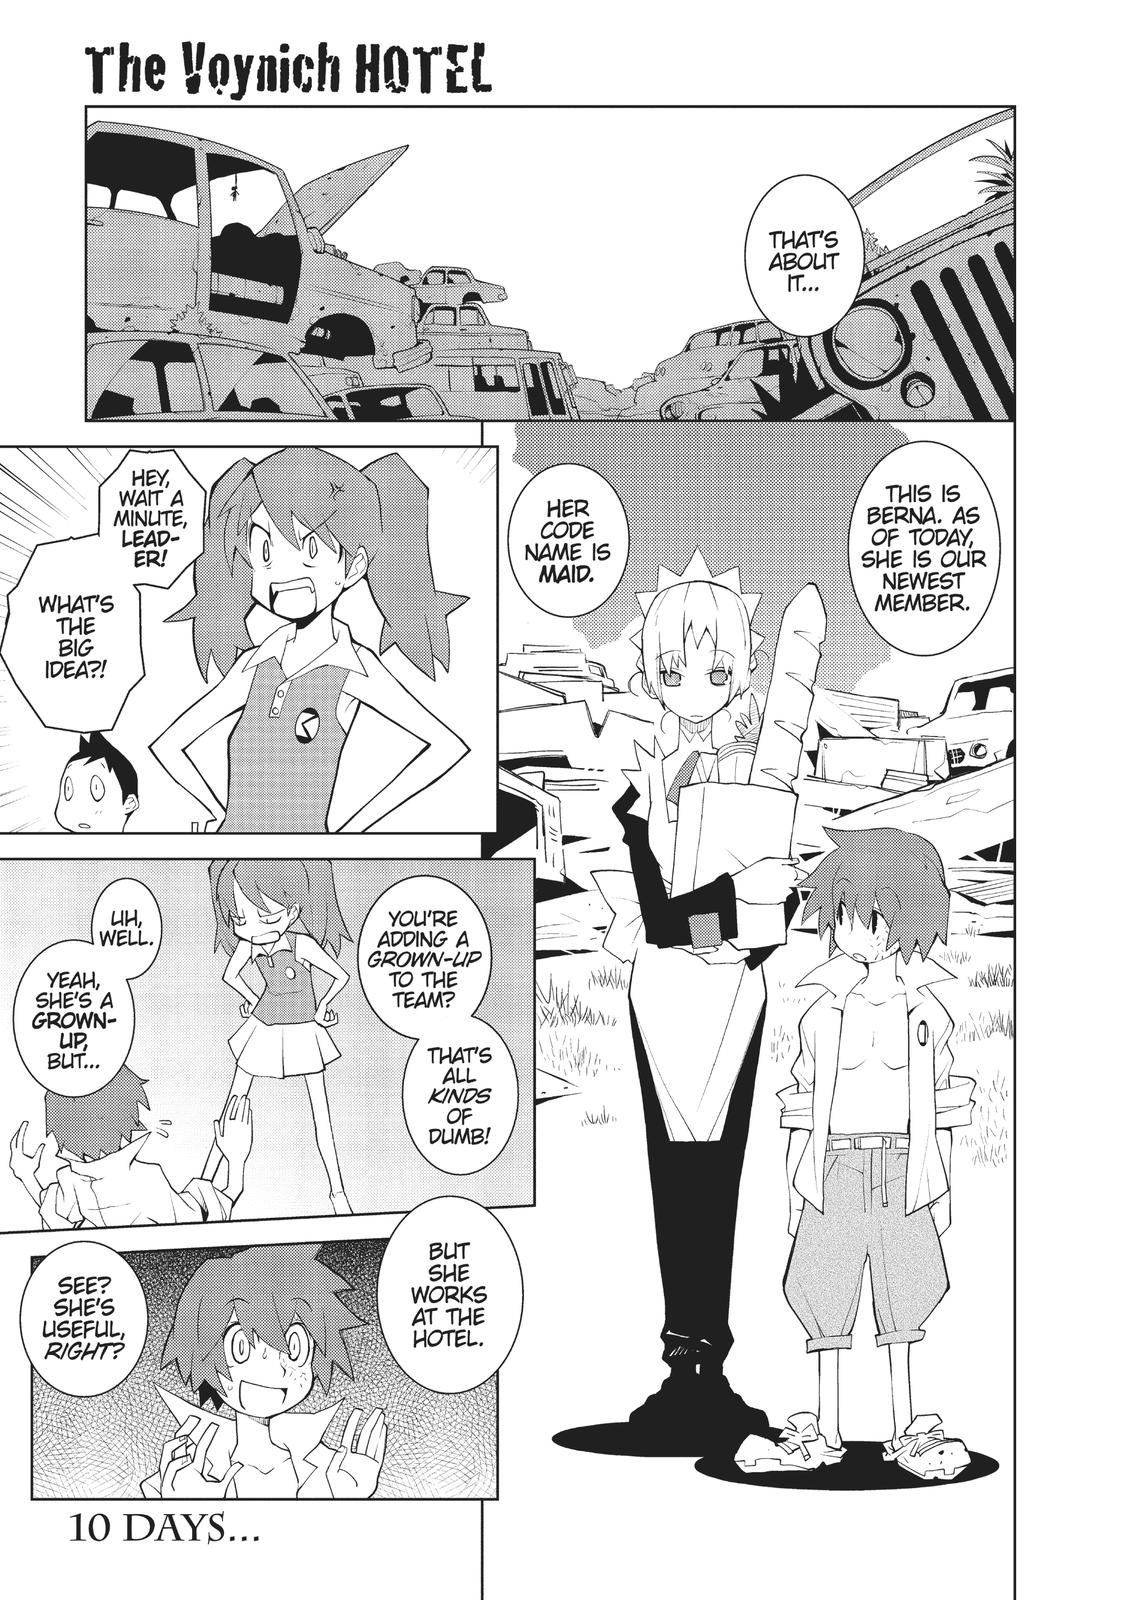 The Voynich HOTEL
THAT'S
ABOUT
IT...
THIS IS
BERNA. AS
OF TODAY,
SHE IS OUR
NEWEST
MEMBER.
HER
CODE
NAME IS
MAID.
HEY,
WAIT A
MINUTE,
LEAD-
ER!
WHAT'S
THE
BIG
IDEA?!
YOU'RE
ADDING A
GROWN-UP
TO THE
TEAM?
THAT'S
ALL
KINDS
OF
DUMB!
UH,
WELL.
YEAH,
SHE'S A
GROWN-
UP,
BUT...
BUT
SHE
WORKS
AT THE
HOTEL.
SEE?
SHE'S
USEFUL,
RIGHT?
10 DAYS...